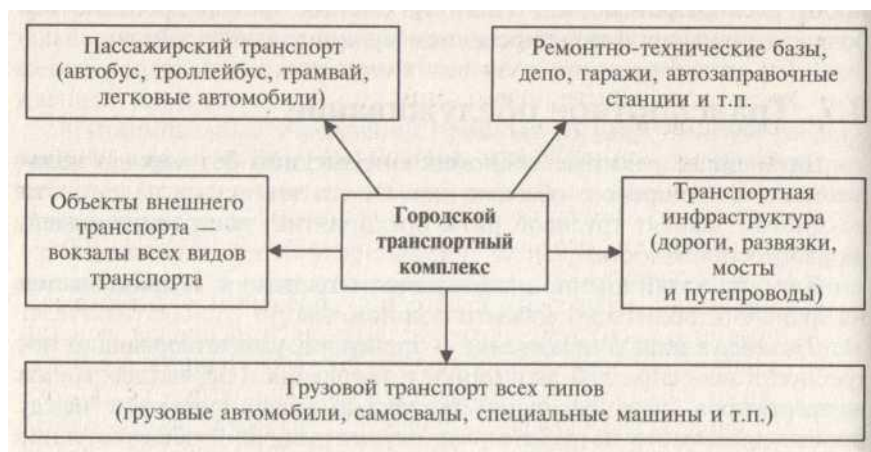 Пассажирский транспорт
(автобус, троллейбус, трамвай,
легковые автомобили)
Ремонтно-технические базы,
депо, гаражи, автозаправочные
станции и т.п.
Объекты внешнего
транспорта —
вокзалы всех видов
транспорта
Городской
транспортный
комплекс
Транспортная
инфраструктура
(дороги, развязки,
мосты
и путепроводы)
Грузовой транспорт всех типов
(грузовые автомобили, самосвалы, специальные машины и т.п.)